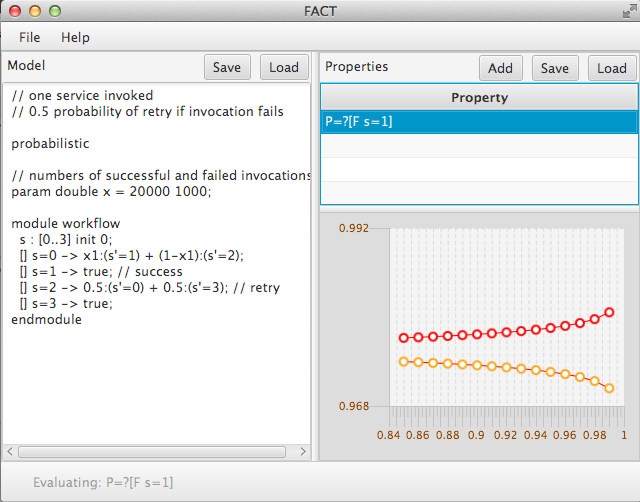 FACT
File Help
Model Save Load
// one service invoked
// 0.5 probability of retry if invocation fails
probabilistic
// numbers of successful and failed invocations
param double x = 20000 1000;
module workflow
s : [0..3] init 0;
[] s=0 -> x1:(s'=1) + (1-x1):(s'=2);
[] s=1 -> true; // success
[] s=2 -> 0.5:(s'=0) + 0.5:(s'=3); // retry
[] s=3 -> true;
endmodule
Properties Add Save Load
Property
P=?[F s=1]
0.992
0.968
0.84 0.86 0.88 0.9 0.92 0.94 0.96 0.98 1
Evaluating: P=?[F s=1]